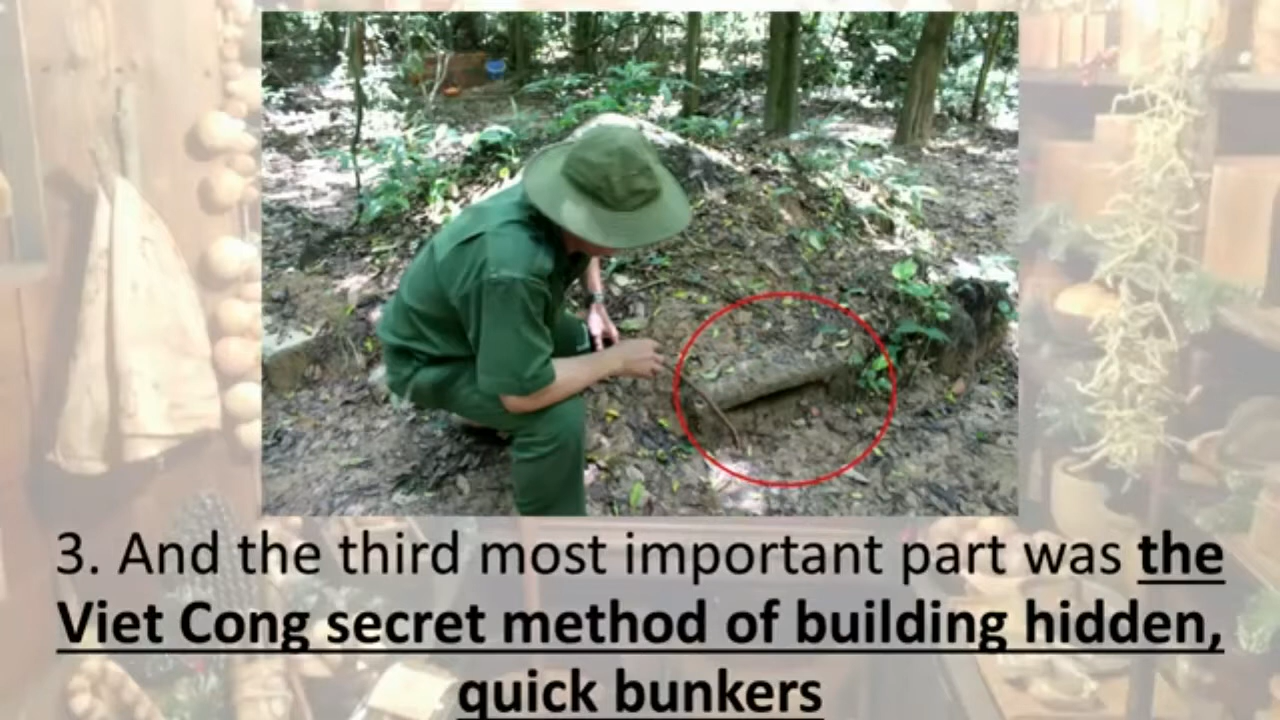 3. And the third most important part was the
Viet Cong secret method of building hidden,
quick bunkers